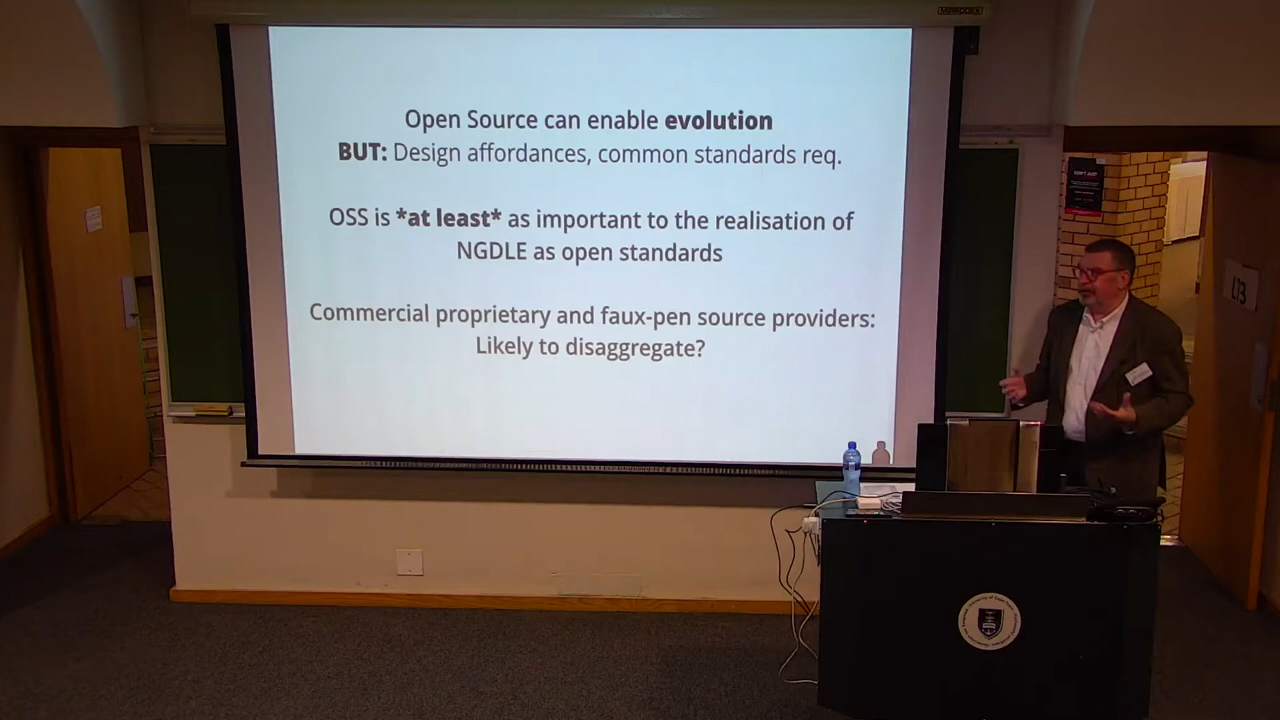 Open Source can enable evolution
BUT: Design affordances, common standards req.
OSS is *at least* as important to the realisation of
NGDLE as open standards
Commercial proprietary and faux-pen source providers:
Likely to disaggregate?
LT3